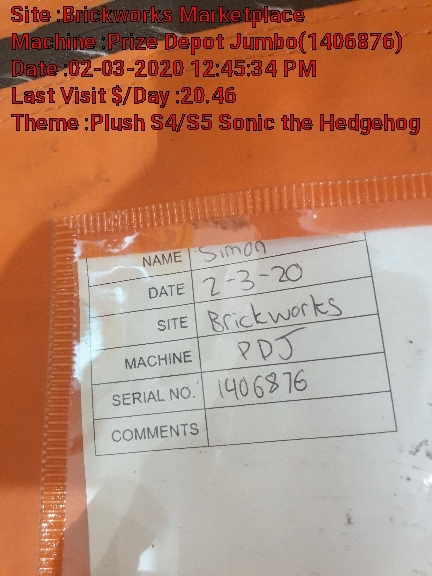 Site :Brickworks Marketplace
Machine :Prize Depot Jumbo(1406876)
Date :02-03-2020 12:45:34 PM
Last Visit $/Day :20.46
Theme :Plush S4/S5 Sonic the Hedgehog
NAME Simon
DATE 2-3-20
SITE Brickworks
MACHINE PDJ
SERIAL NO. 1406876
COMMENTS